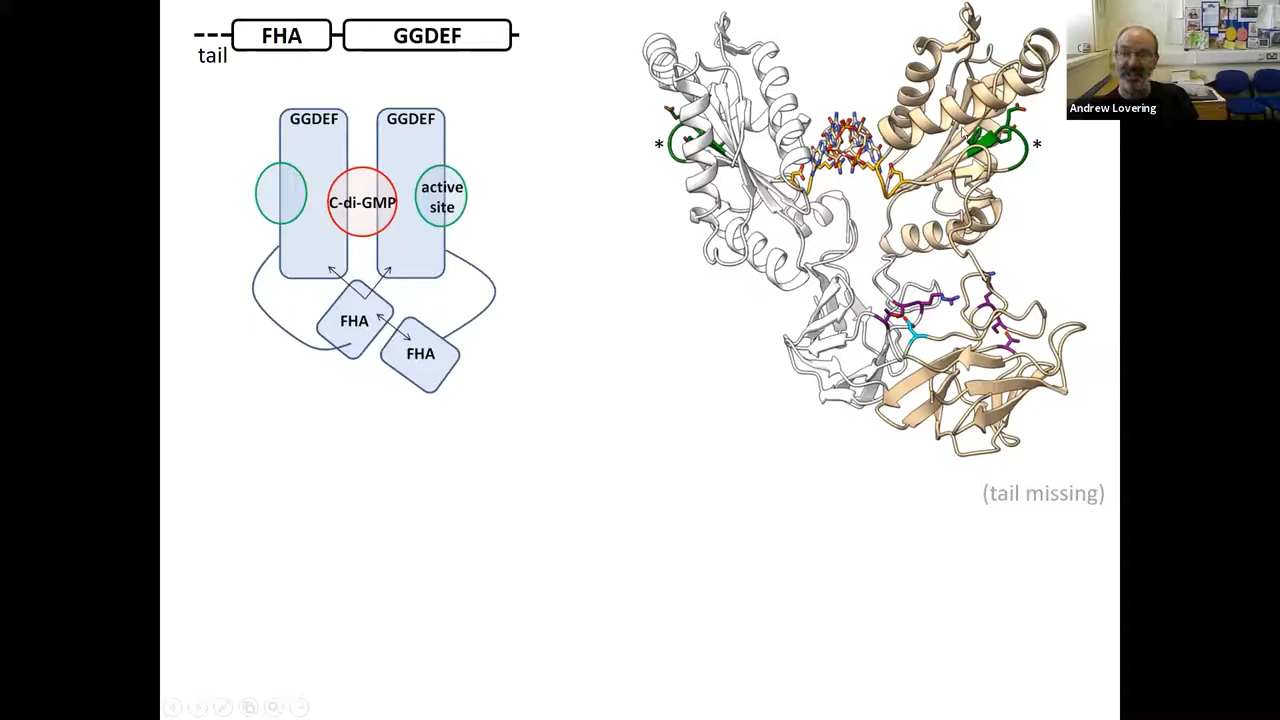 FHA
GGDEF
tail
GGDEF
GGDEF
C-di-GMP
active
site
FHA
FHA
*
*
(tail missing)
Andrew Lovering